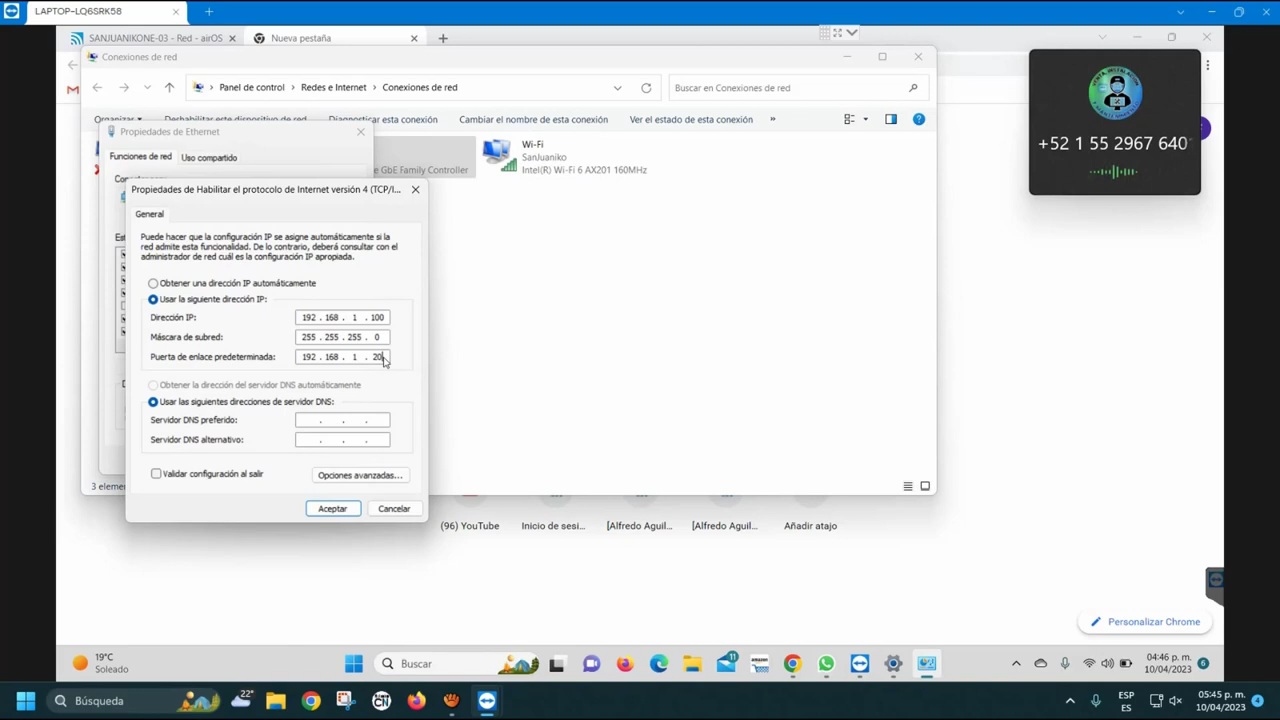 LAPTOP-LQ6SRK58
SANJUANIKONE-03 - Red - airOS
Nueva pestaña
Conexiones de red
Panel de control
Redes e Internet
Conexiones de red
Buscar en Conexiones de red
Organizar
Deshabilitar este dispositivo de red
Diagnosticar esta conexión
Cambiar el nombre de esta conexión
Ver el estado de esta conexión
»
Propiedades de Ethernet
Funciones de red
Uso compartido
e GbE Family Controller
Wi-Fi
SanJuaniko
Intel(R) Wi-Fi 6 AX201 160MHz
+52 1 55 2967 640
Propiedades de Habilitar el protocolo de Internet versión 4 (TCP/I...
General
Puede hacer que la configuración IP se asigne automáticamente si la
red admite esta funcionalidad. De lo contrario, deberá consultar con el
administrador de red cuál es la configuración IP apropiada.
Obtener una dirección IP automáticamente
Usar la siguiente dirección IP:
Dirección IP:
192 . 168 . 1 . 100
Máscara de subred:
255 . 255 . 255 . 0
Puerta de enlace predeterminada:
192 . 168 . 1 . 20
Obtener la dirección del servidor DNS automáticamente
Usar las siguientes direcciones de servidor DNS:
Servidor DNS preferido:
Servidor DNS alternativo:
Validar configuración al salir
Opciones avanzadas...
Aceptar
Cancelar
3 elemen
(96) YouTube
Inicio de sesi...
[Alfredo Aguil...
[Alfredo Aguil...
Añadir atajo
Personalizar Chrome
19°C
Soleado
Buscar
11
04:46 p. m.
10/04/2023
6
Búsqueda
22°
ESP
ES
05:45 p. m.
10/04/2023
4